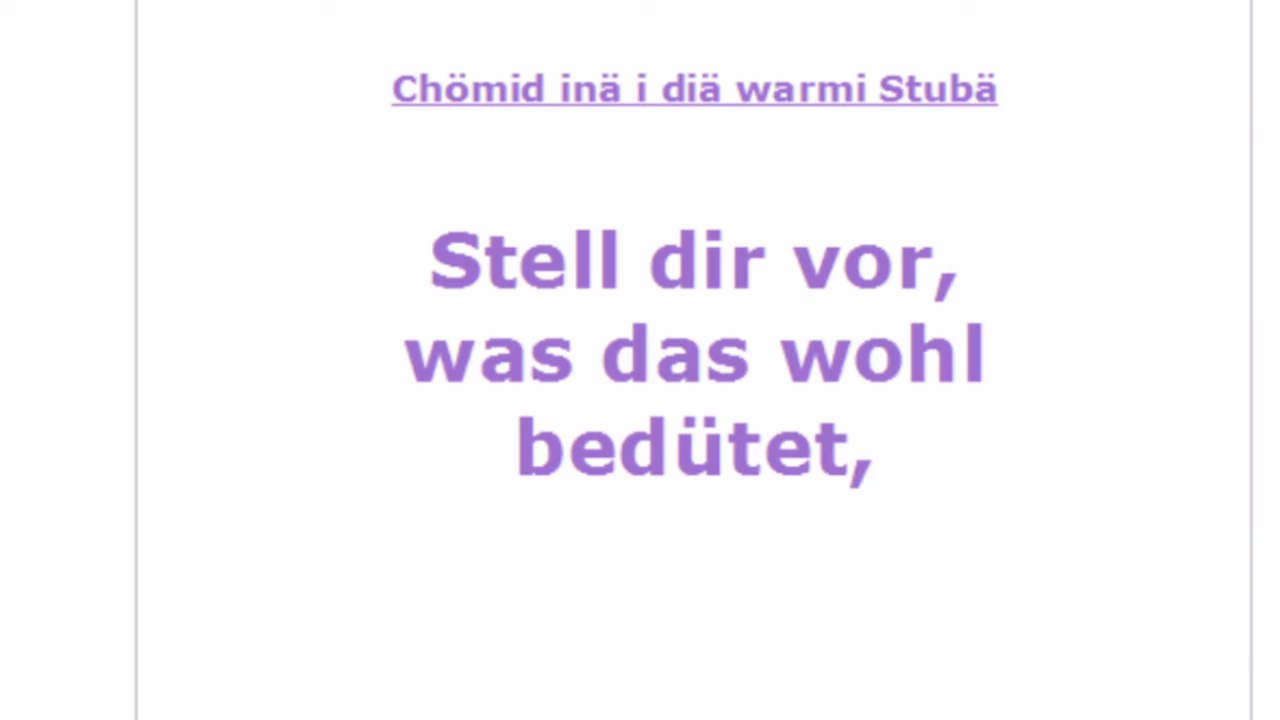 Chömid inä i diä warmi Stubä
Stell dir vor,
was das wohl
bedütet,